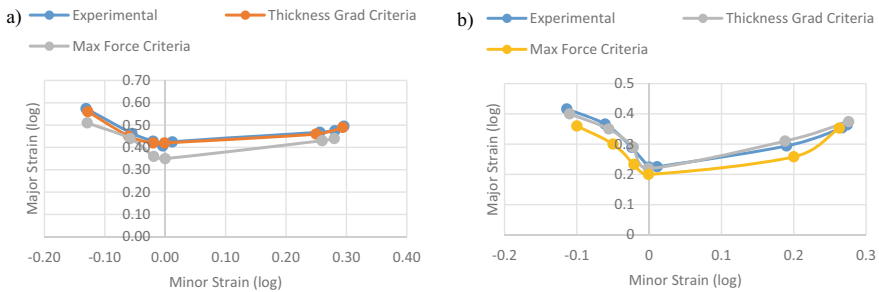 a)
Experimental
Thickness Grad Criteria
Max Force Criteria
0.70
0.60
0.50
0.40
0.30
0.20
0.10
0.00
Major Strain (log)
-0.20
-0.10
0.00
0.10
0.20
0.30
0.40
Minor Strain (log)
b)
Experimental
Thickness Grad Criteria
Max Force Criteria
0.5
0.4
0.3
0.2
0.1
0
Major Strain (log)
-0.2
-0.1
0
0.1
0.2
0.3
Minor Strain (log)